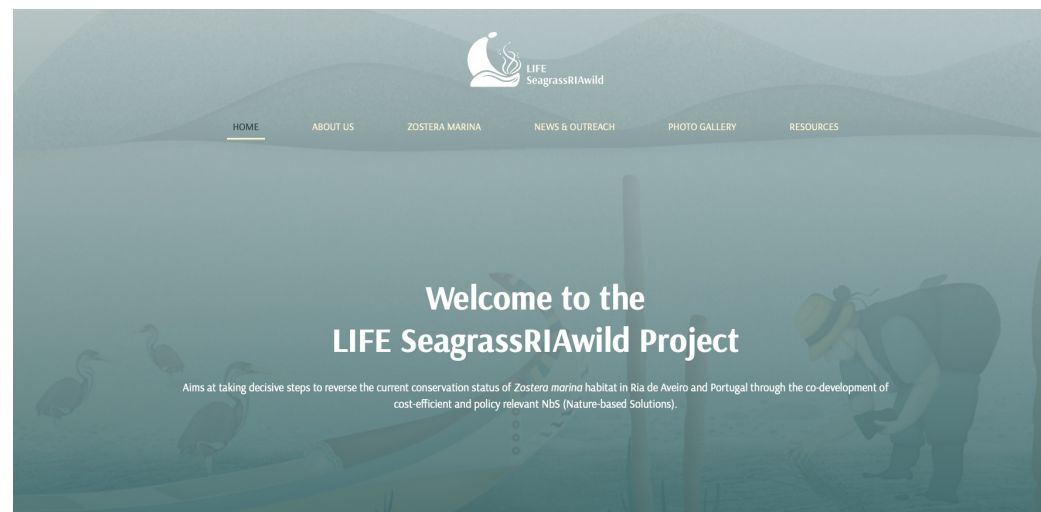 LIFE
SeagrassRIAwild
HOME ABOUT US ZOSTERA MARINA NEWS & OUTREACH PHOTO GALLERY RESOURCES
Welcome to the
LIFE SeagrassRIAwild Project
Aims at taking decisive steps to reverse the current conservation status of Zostera marina habitat in Ria de Aveiro and Portugal through the co-development of
cost-efficient and policy relevant NbS (Nature-based Solutions).